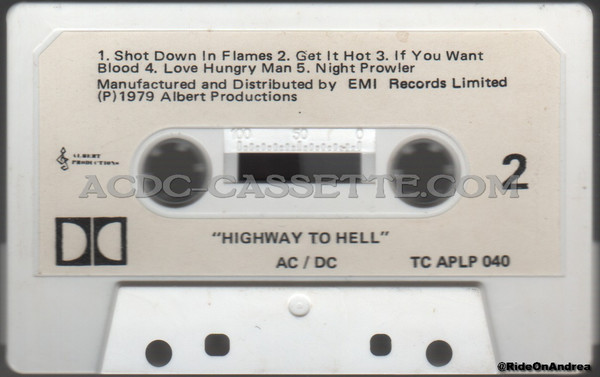 1. Shot Down In Flames 2. Get It Hot 3. If You Want
Blood 4. Love Hungry Man 5. Night Prowler
Manufactured and Distributed by EMI Records Limited
(P)1979 Albert Productions
100 50 0
ALBERT
PRODUCTIONS
ACDC-CASSETTE.COM
2
"HIGHWAY TO HELL"
AC / DC
TC APLP 040
@RideOnAndrea